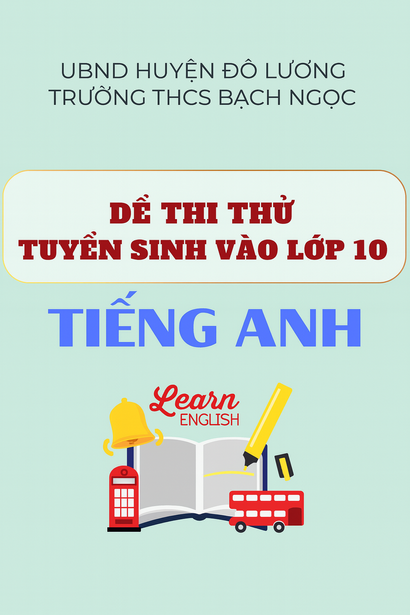 UBND HUYỆN ĐÔ LƯƠNG
TRƯỜNG THCS BẠCH NGỌC
DỀ THI THỬ
TUYỂN SINH VÀO LỚP 10
TIẾNG ANH
Learn
ENGLISH